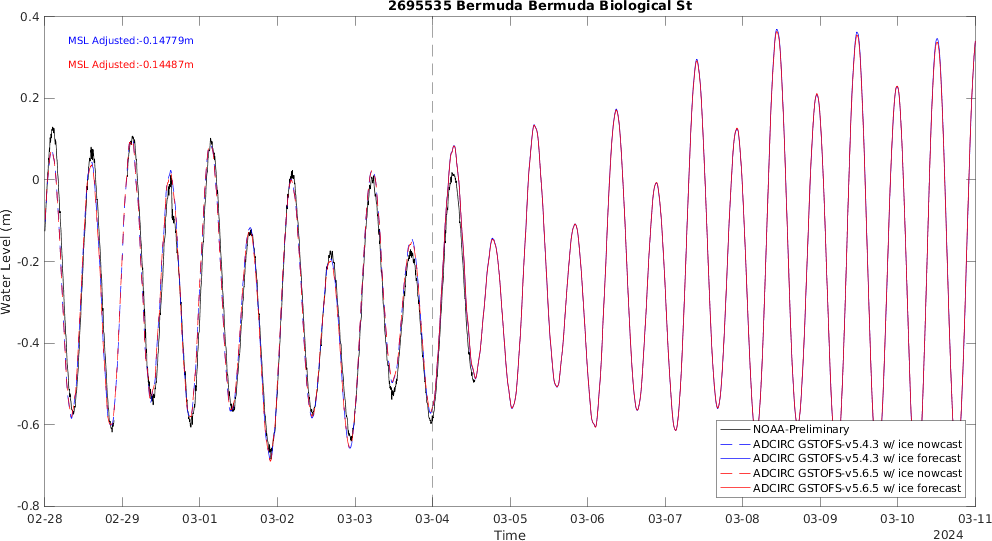 2695535 Bermuda Bermuda Biological St
MSL Adjusted:-0.14779m
MSL Adjusted:-0.14487m
0.4
0.2
0
-0.2
-0.4
-0.6
-0.8
Water Level (m)
NOAA-Preliminary
ADCIRC GSTOFS-v5.4.3 w/ ice nowcast
ADCIRC GSTOFS-v5.4.3 w/ ice forecast
ADCIRC GSTOFS-v5.6.5 w/ ice nowcast
ADCIRC GSTOFS-v5.6.5 w/ ice forecast
02-28 02-29 03-01 03-02 03-03 03-04 03-05 03-06 03-07 03-08 03-09 03-10 03-11
Time
2024